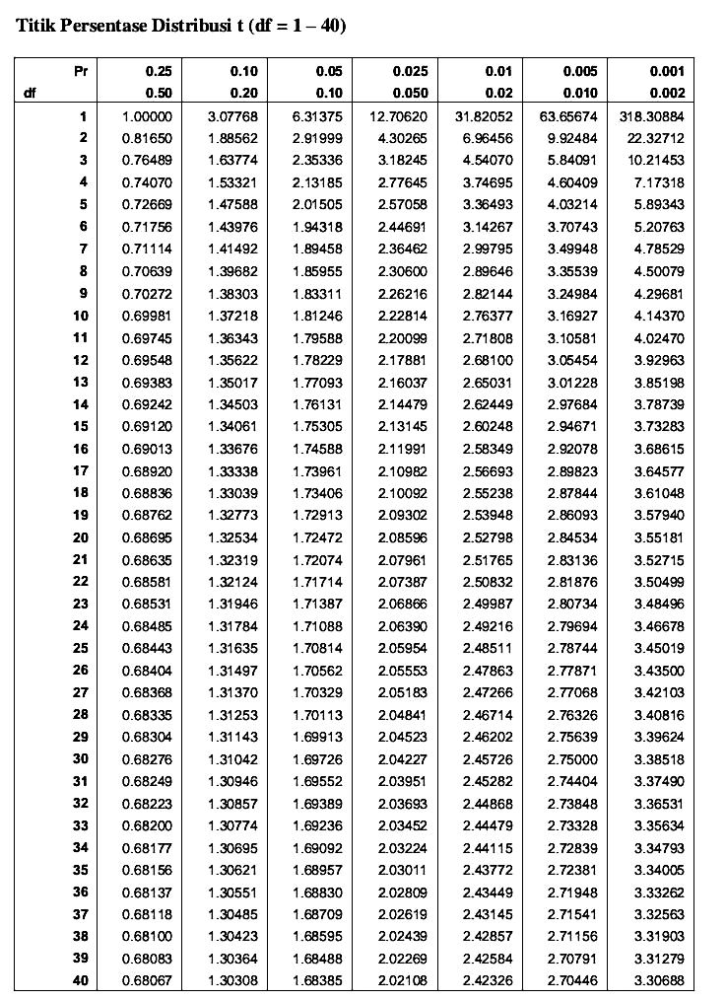 Titik Persentase Distribusi t (df = 1 – 40)
Pr 0.25 0.10 0.05 0.025 0.01 0.005 0.001
df 0.50 0.20 0.10 0.050 0.02 0.010 0.002
1 1.00000 3.07768 6.31375 12.70620 31.82052 63.65674 318.30884
2 0.81650 1.88562 2.91999 4.30265 6.96456 9.92484 22.32712
3 0.76489 1.63774 2.35336 3.18245 4.54070 5.84091 10.21453
4 0.74070 1.53321 2.13185 2.77645 3.74695 4.60409 7.17318
5 0.72669 1.47588 2.01505 2.57058 3.36493 4.03214 5.89343
6 0.71756 1.43976 1.94318 2.44691 3.14267 3.70743 5.20763
7 0.71114 1.41492 1.89458 2.36462 2.99795 3.49948 4.78529
8 0.70639 1.39682 1.85955 2.30600 2.89646 3.35539 4.50079
9 0.70272 1.38303 1.83311 2.26216 2.82144 3.24984 4.29681
10 0.69981 1.37218 1.81246 2.22814 2.76377 3.16927 4.14370
11 0.69745 1.36343 1.79588 2.20099 2.71808 3.10581 4.02470
12 0.69548 1.35622 1.78229 2.17881 2.68100 3.05454 3.92963
13 0.69383 1.35017 1.77093 2.16037 2.65031 3.01228 3.85198
14 0.69242 1.34503 1.76131 2.14479 2.62449 2.97684 3.78739
15 0.69120 1.34061 1.75305 2.13145 2.60248 2.94671 3.73283
16 0.69013 1.33676 1.74588 2.11991 2.58349 2.92078 3.68615
17 0.68920 1.33338 1.73961 2.10982 2.56693 2.89823 3.64577
18 0.68836 1.33039 1.73406 2.10092 2.55238 2.87844 3.61048
19 0.68762 1.32773 1.72913 2.09302 2.53948 2.86093 3.57940
20 0.68695 1.32534 1.72472 2.08596 2.52798 2.84534 3.55181
21 0.68635 1.32319 1.72074 2.07961 2.51765 2.83136 3.52715
22 0.68581 1.32124 1.71714 2.07387 2.50832 2.81876 3.50499
23 0.68531 1.31946 1.71387 2.06866 2.49987 2.80734 3.48496
24 0.68485 1.31784 1.71088 2.06390 2.49216 2.79694 3.46678
25 0.68443 1.31635 1.70814 2.05954 2.48511 2.78744 3.45019
26 0.68404 1.31497 1.70562 2.05553 2.47863 2.77871 3.43500
27 0.68368 1.31370 1.70329 2.05183 2.47266 2.77068 3.42103
28 0.68335 1.31253 1.70113 2.04841 2.46714 2.76326 3.40816
29 0.68304 1.31143 1.69913 2.04523 2.46202 2.75639 3.39624
30 0.68276 1.31042 1.69726 2.04227 2.45726 2.75000 3.38518
31 0.68249 1.30946 1.69552 2.03951 2.45282 2.74404 3.37490
32 0.68223 1.30857 1.69389 2.03693 2.44868 2.73848 3.36531
33 0.68200 1.30774 1.69236 2.03452 2.44479 2.73328 3.35634
34 0.68177 1.30695 1.69092 2.03224 2.44115 2.72839 3.34793
35 0.68156 1.30621 1.68957 2.03011 2.43772 2.72381 3.34005
36 0.68137 1.30551 1.68830 2.02809 2.43449 2.71948 3.33262
37 0.68118 1.30485 1.68709 2.02619 2.43145 2.71541 3.32563
38 0.68100 1.30423 1.68595 2.02439 2.42857 2.71156 3.31903
39 0.68083 1.30364 1.68488 2.02269 2.42584 2.70791 3.31279
40 0.68067 1.30308 1.68385 2.02108 2.42326 2.70446 3.30688